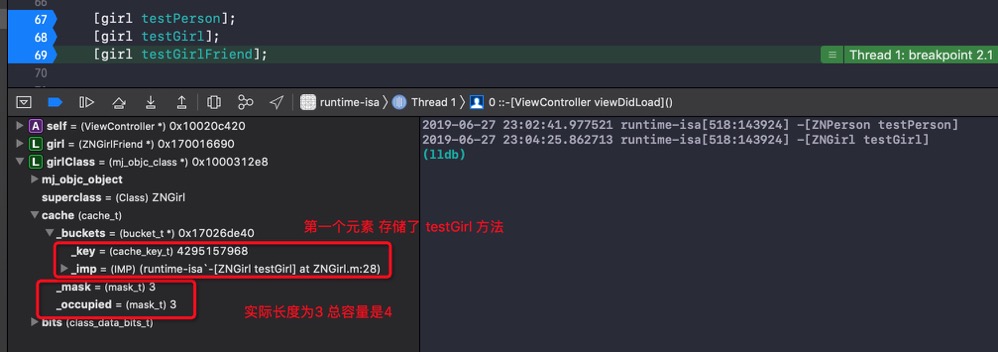 66
67 [girl testPerson];
68 [girl testGirl];
69 [girl testGirlFriend];
Thread 1: breakpoint 2.1
70
runtime-isa Thread 1 0 ::-[ViewController viewDidLoad]()
A self = (ViewController *) 0x10020c420
L girl = (ZNGirlFriend *) 0x170016690
L girlClass = (mj_objc_class *) 0x1000312e8
mj_objc_object
superclass = (Class) ZNGirl
cache (cache_t)
_buckets = (bucket_t *) 0x17026de40
_key = (cache_key_t) 4295157968
_imp = (IMP) (runtime-isa`-[ZNGirl testGirl] at ZNGirl.m:28)
_mask = (mask_t) 3
_occupied = (mask_t) 3
bits (class_data_bits_t)
第一个元素 存储了 testGirl 方法
实际长度为3 总容量是4
2019-06-27 23:02:41.977521 runtime-isa[518:143924] -[ZNPerson testPerson]
2019-06-27 23:04:25.862713 runtime-isa[518:143924] -[ZNGirl testGirl]
(lldb)